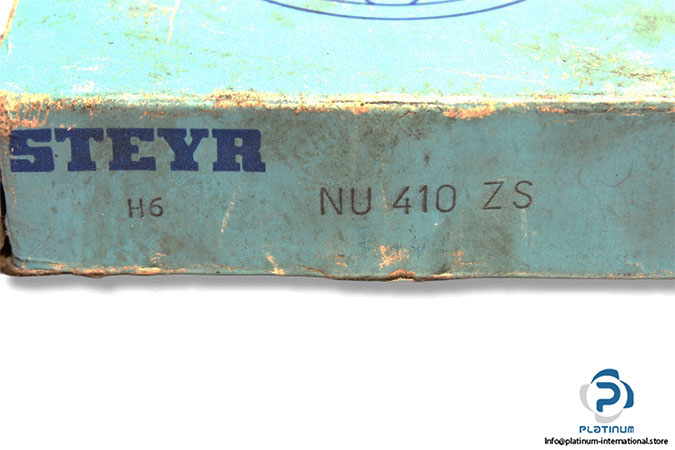 STEYR
H6 NU 410 ZS
PLATINUM
Info@platinum-international.store